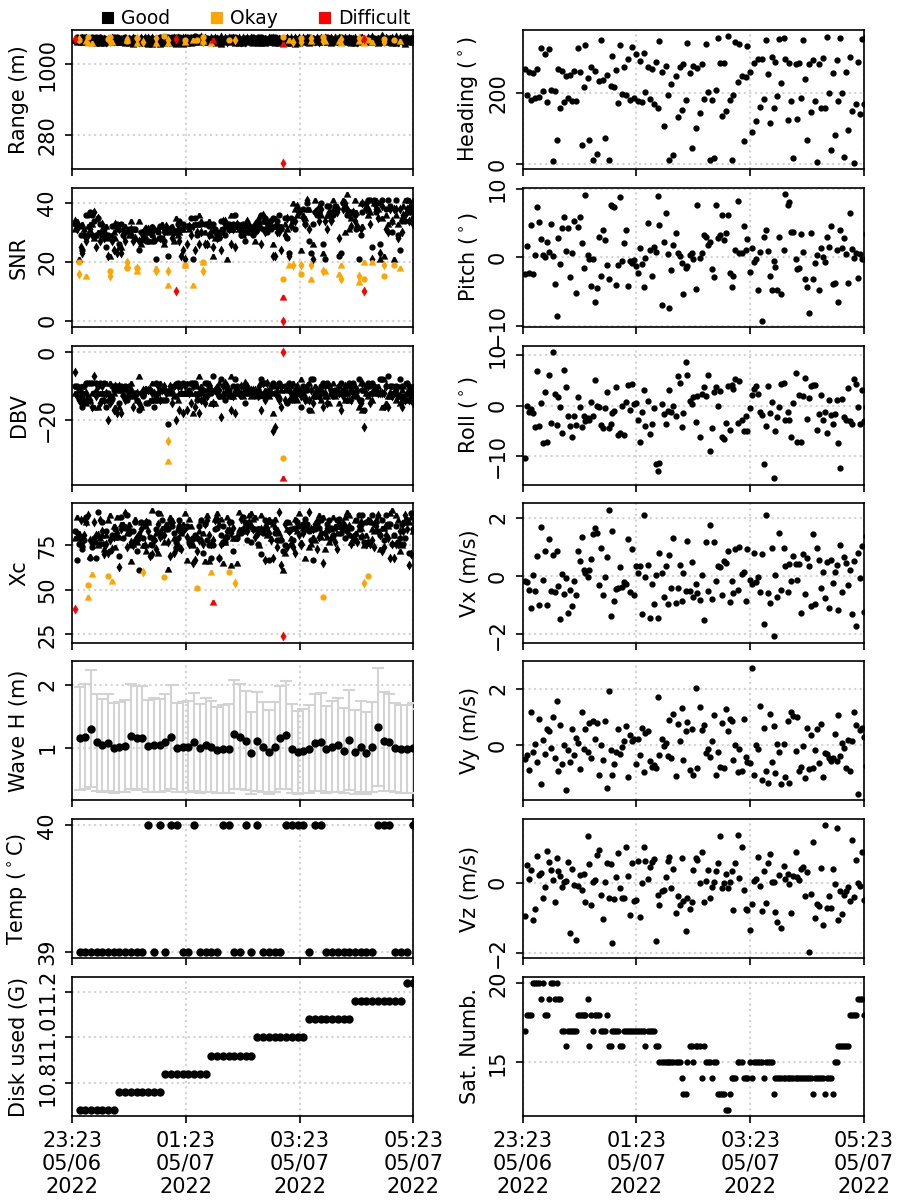 Good Okay Difficult
Range (m)
1000
280
Heading (°)
200
0
SNR
40
20
0
Pitch (°)
10
0
−10
DBV
0
−20
Roll (°)
10
0
−10
Xc
75
50
25
Vx (m/s)
2
0
−2
Wave H (m)
2
1
Vy (m/s)
2
0
Temp (°C)
40
39
Vz (m/s)
0
−2
Disk used (G)
11.2
11.0
10.8
Sat. Numb.
20
15
23:23 01:23 03:23 05:23
05/06 05/07 05/07 05/07
2022 2022 2022 2022
23:23 01:23 03:23 05:23
05/06 05/07 05/07 05/07
2022 2022 2022 2022